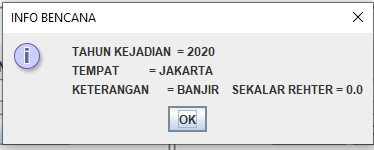 INFO BENCANA
TAHUN KEJADIAN = 2020
TEMPAT = JAKARTA
KETERANGAN = BANJIR SEKALAR REHTER = 0.0
OK